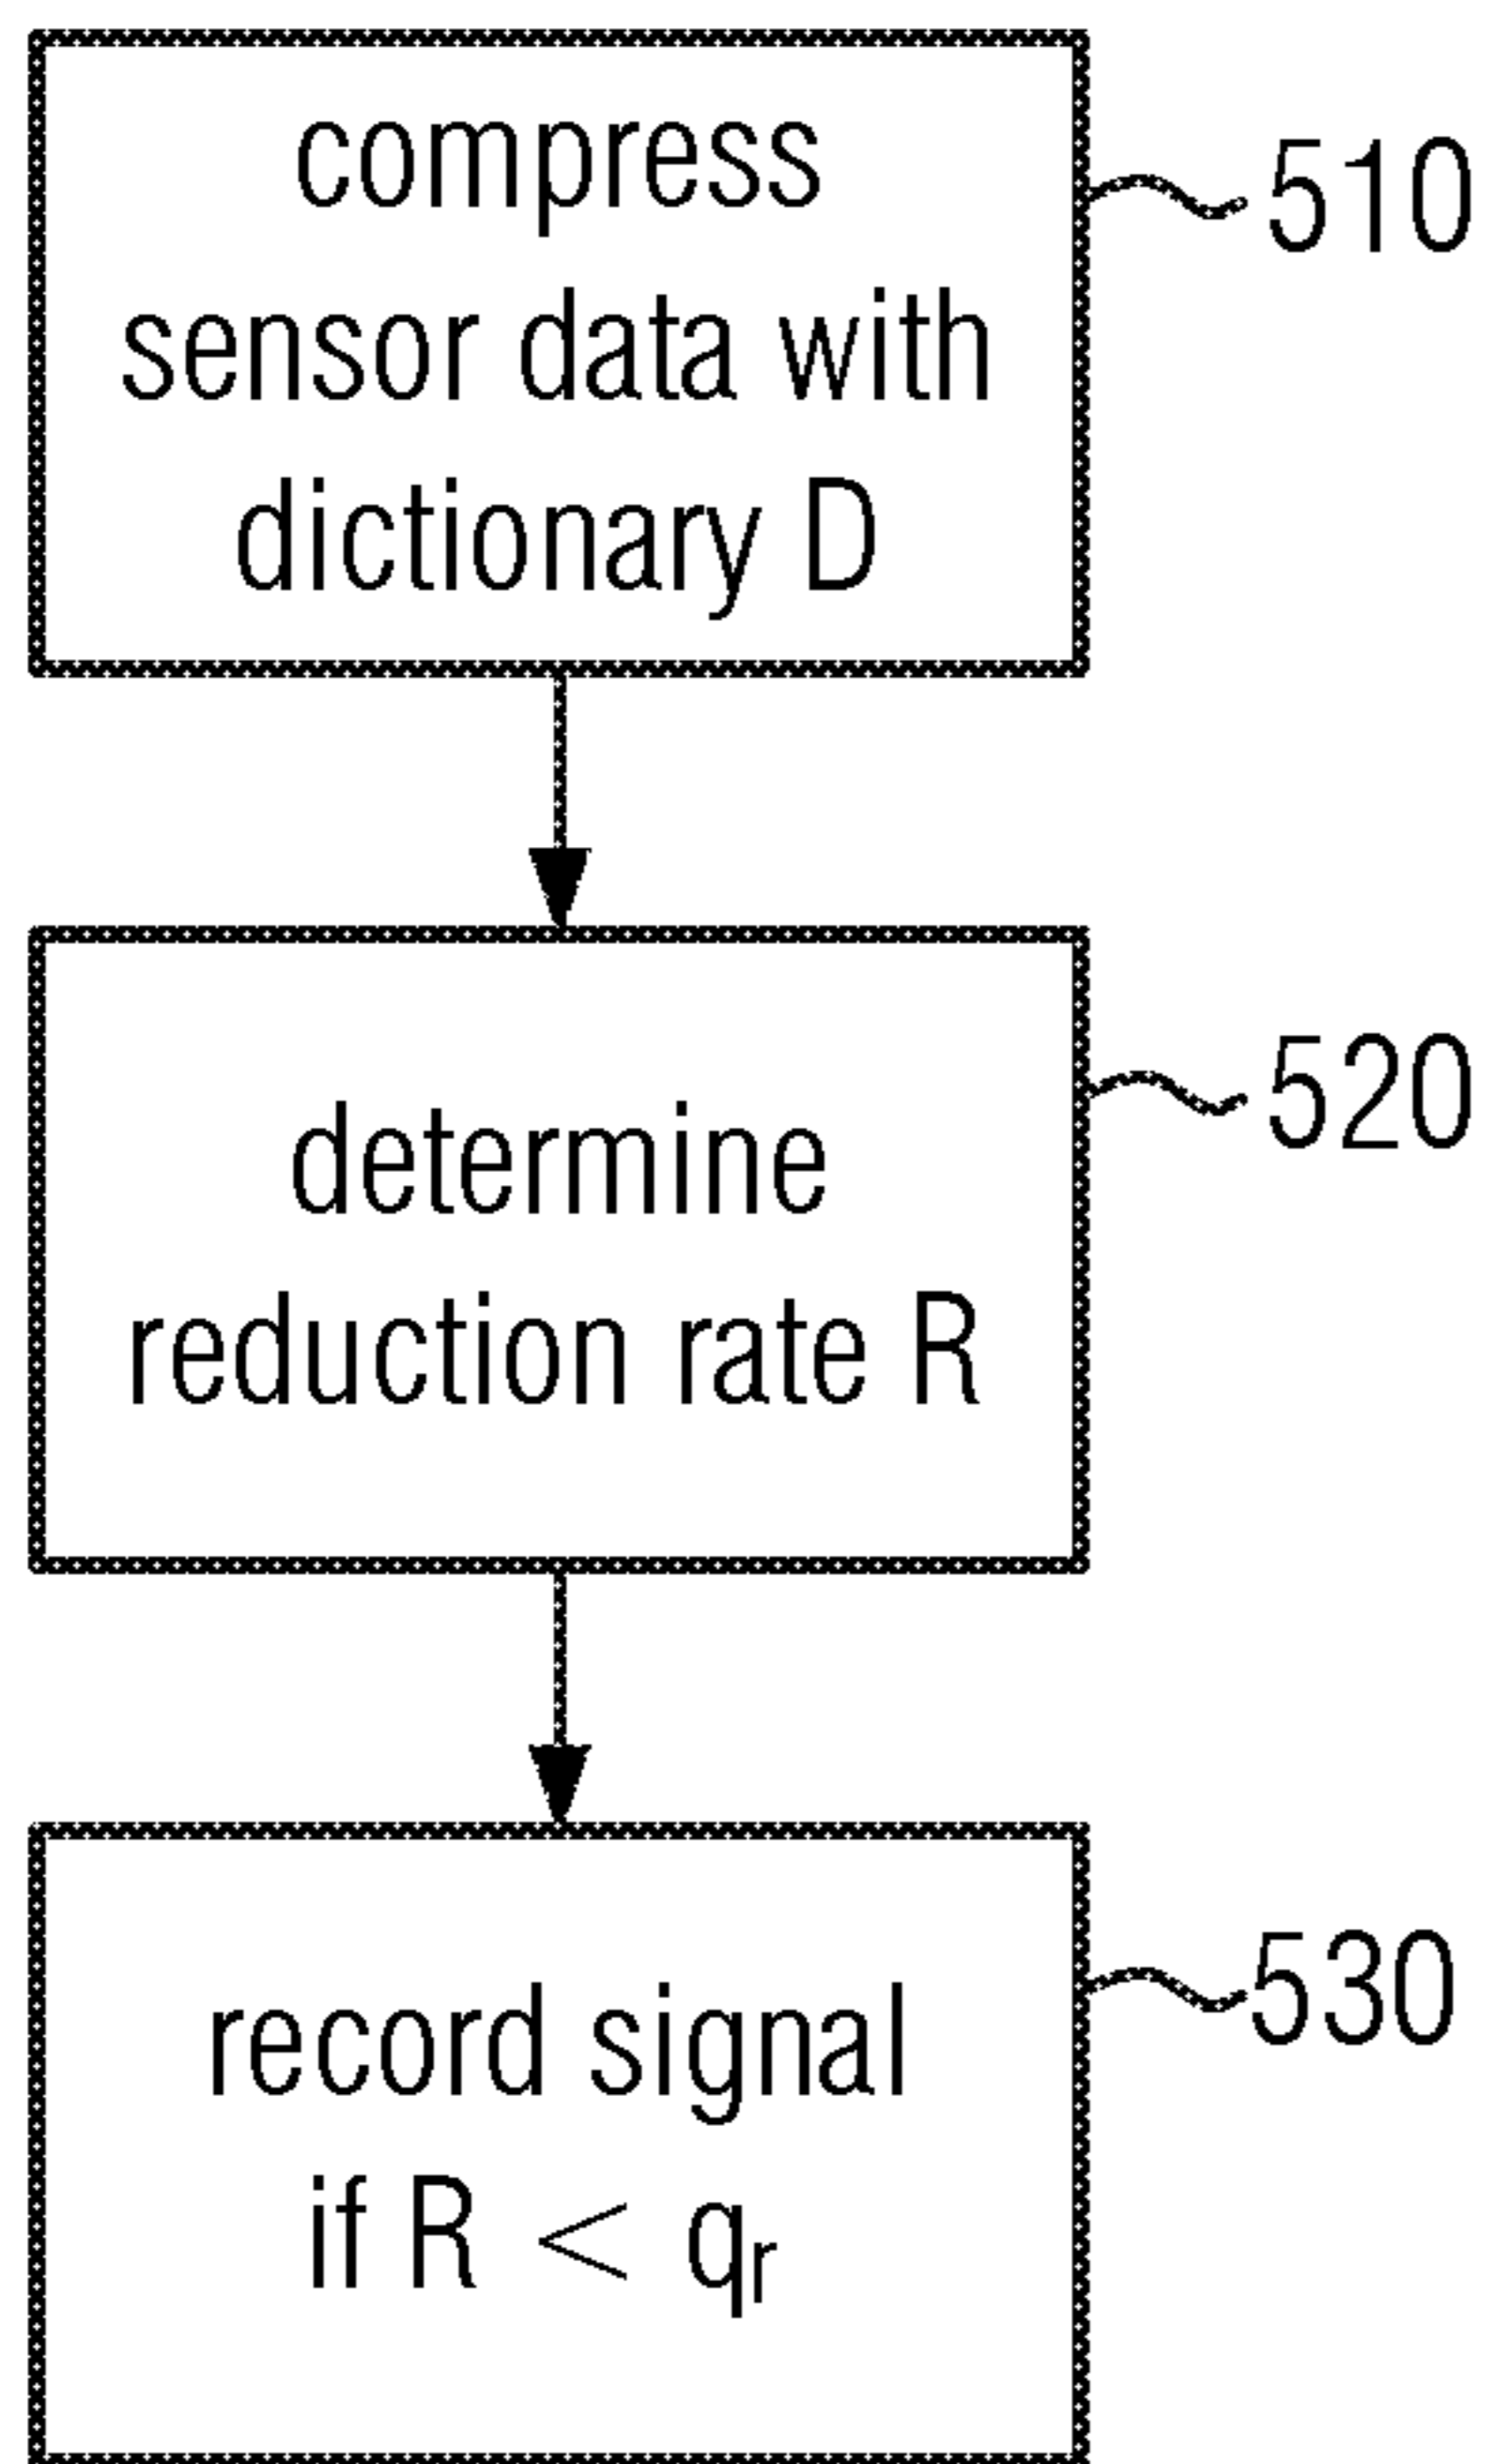 compress
sensor data with
dictionary D
510
determine
reduction rate R
520
record signal
if R < qr
530